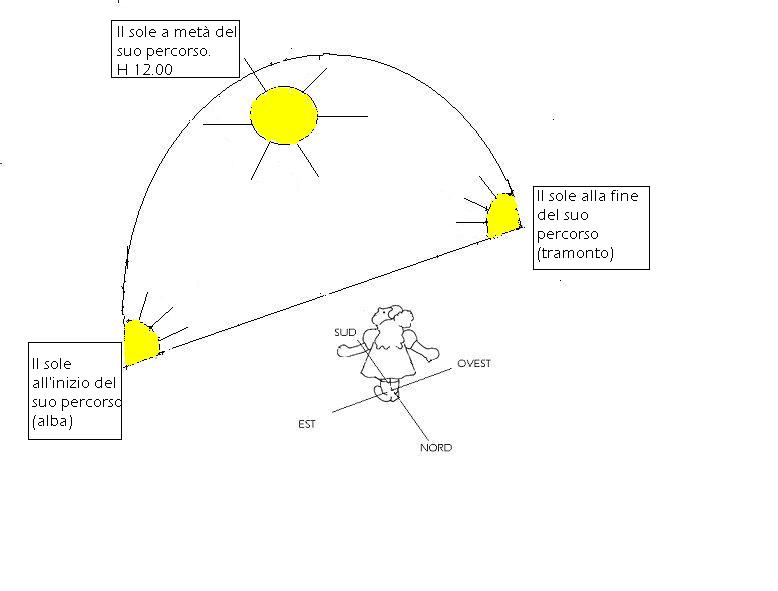 Il sole a metà del
suo percorso.
H 12.00
Il sole alla fine
del suo
percorso
(tramonto)
SUD
OVEST
Il sole
all'inizio del
suo percorso
(alba)
EST
NORD